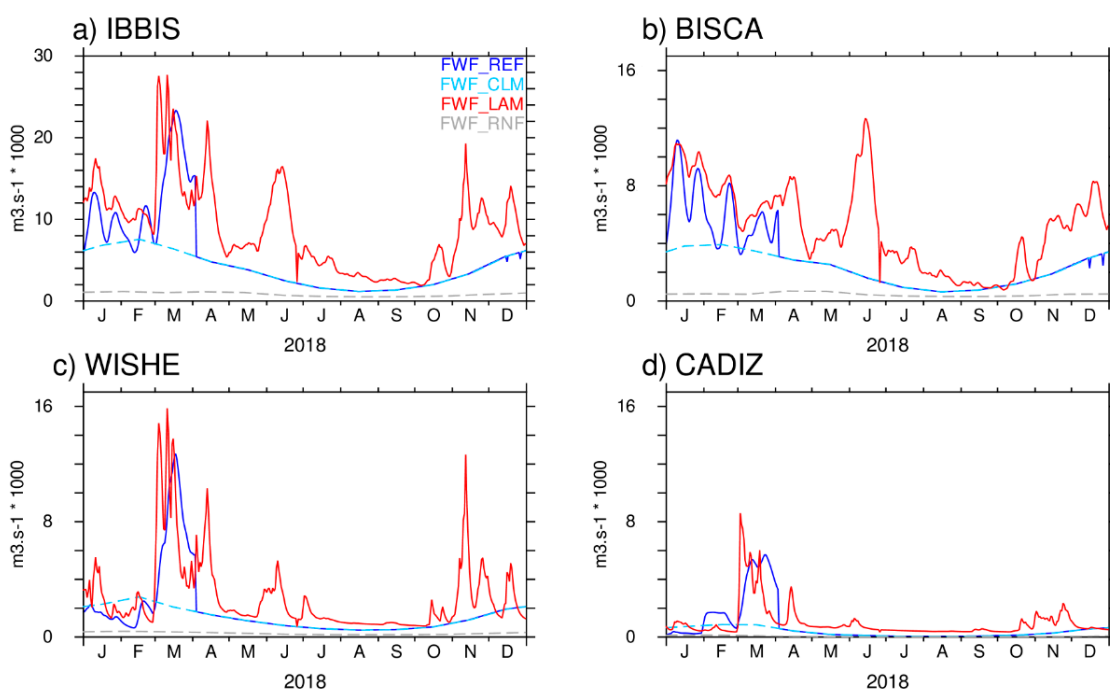 a) IBBIS
30
20
10
0
m3.s-1 * 1000
FWF_REF
FWF_CLM
FWF_LAM
FWF_RNF
J F M A M J J A S O N D
2018
b) BISCA
16
8
0
m3.s-1 * 1000
J F M A M J J A S O N D
2018
c) WISHE
16
8
0
m3.s-1 * 1000
J F M A M J J A S O N D
2018
d) CADIZ
16
8
0
m3.s-1 * 1000
J F M A M J J A S O N D
2018